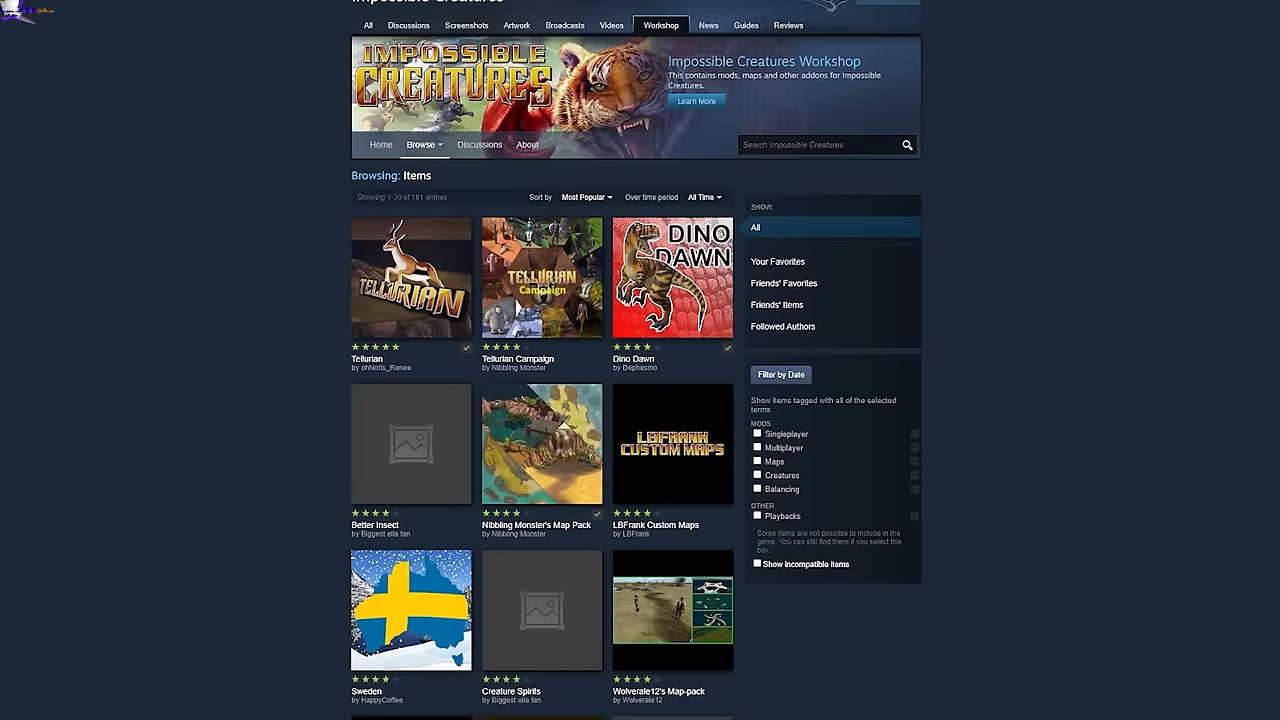 Impossible Creatures
All Discussions Screenshots Artwork Broadcasts Videos Workshop News Guides Reviews
IMPOSSIBLE
CREATURES
Impossible Creatures Workshop
This contains mods, maps and other addons for Impossible
Creatures.
Learn More
Home Browse Discussions About
Search Impossible Creatures
Browsing: Items
Showing 1-30 of 101 entries
Sort by Most Popular Over time period All Time
TELLURIAN
TELLURIAN
Campaign
DINO
DAWN
Tellurian
by ohNoits_Renee
Tellurian Campaign
by Nibbling Monster
Dino Dawn
by Dephesmo
LBFRANK
CUSTOM MAPS
Better Insect
by Biggest ella fan
Nibbling Monster's Map Pack
by Nibbling Monster
LBFrank Custom Maps
by LBFrank
Sweden
by HappyCoffee
Creature Spirits
by Biggest ella fan
Wolverale12's Map-pack
by Wolverale12
SHOW:
All
Your Favorites
Friends' Favorites
Friends' Items
Followed Authors
Filter by Date
Show items tagged with all of the selected
terms:
MODS
Singleplayer
Multiplayer
Maps
Creatures
Balancing
OTHER
Playbacks
Some items are not possible to include in the
game. You can still find them if you select this
box.
Show incompatible items